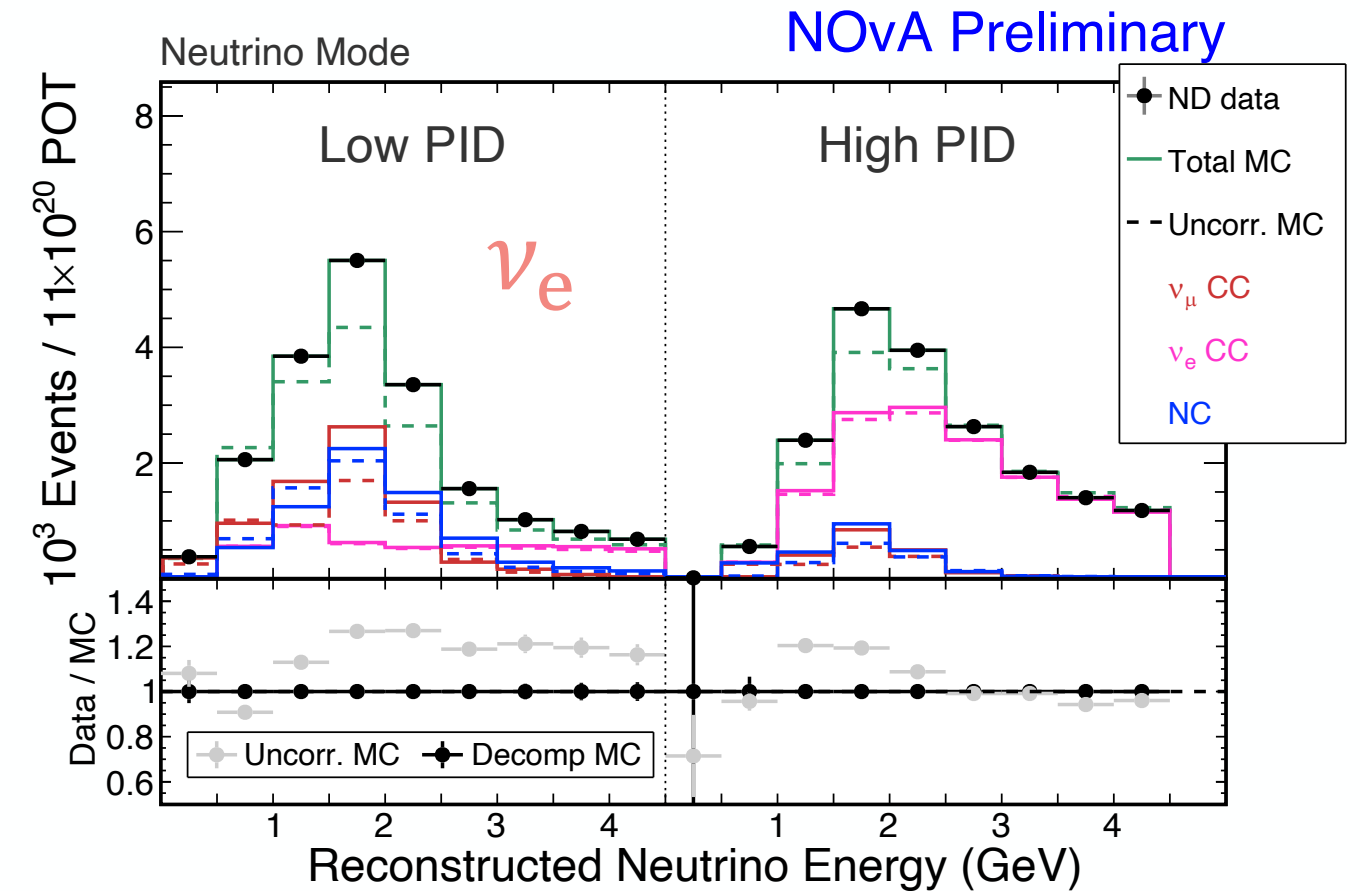 Neutrino Mode
NOvA Preliminary
10³ Events / 11×10²⁰ POT
8
6
4
2
Low PID
High PID
νₑ
ND data
Total MC
Uncorr. MC
ν_μ CC
νₑ CC
NC
Data / MC
1.4
1.2
1
0.8
0.6
Uncorr. MC
Decomp MC
1 2 3 4 1 2 3 4
Reconstructed Neutrino Energy (GeV)